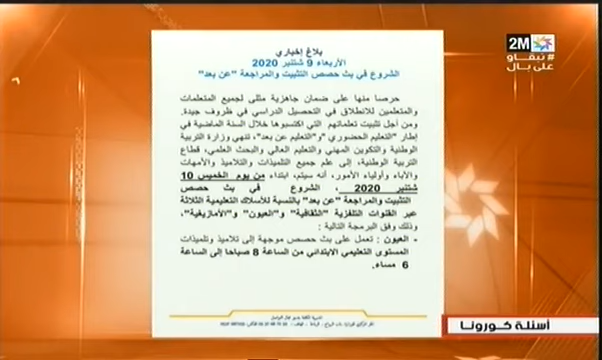 2M
#نبقاو
على بال
بلاغ إخباري
الأربعاء 9 شتنبر 2020
الشروع في بث حصص التثبيت والمراجعة "عن بعد"
حرصا منها على ضمان جاهزية مثلى لجميع المتعلمات
والمتعلمين للانطلاق في التحصيل الدراسي في ظروف جيدة،
ومن أجل تثبيت تعلماتهم التي اكتسبوها خلال السنة الماضية في
إطار "التعليم الحضوري" و"التعليم عن بعد"، تنهي وزارة التربية
الوطنية والتكوين المهني والتعليم العالي والبحث العلمي، قطاع
التربية الوطنية، إلى علم جميع التلميذات والتلاميذ والأمهات
والآباء وأولياء الأمور، أنه سيتم، ابتداء من يوم الخميس 10
شتنبر 2020، الشروع في بث حصص
التثبيت والمراجعة "عن بعد" بالنسبة للأسلاك التعليمية الثلاثة
عبر القنوات التلفزية "الثقافية" و"العيون" و"الأمازيغية"،
وذلك وفق البرمجة التالية :
- العيون : تعمل على بث حصص موجهة إلى تلاميذ وتلميذات
المستوى التعليمي الابتدائي من الساعة 8 صباحا إلى الساعة
6 مساء.
أسئلة كورونا